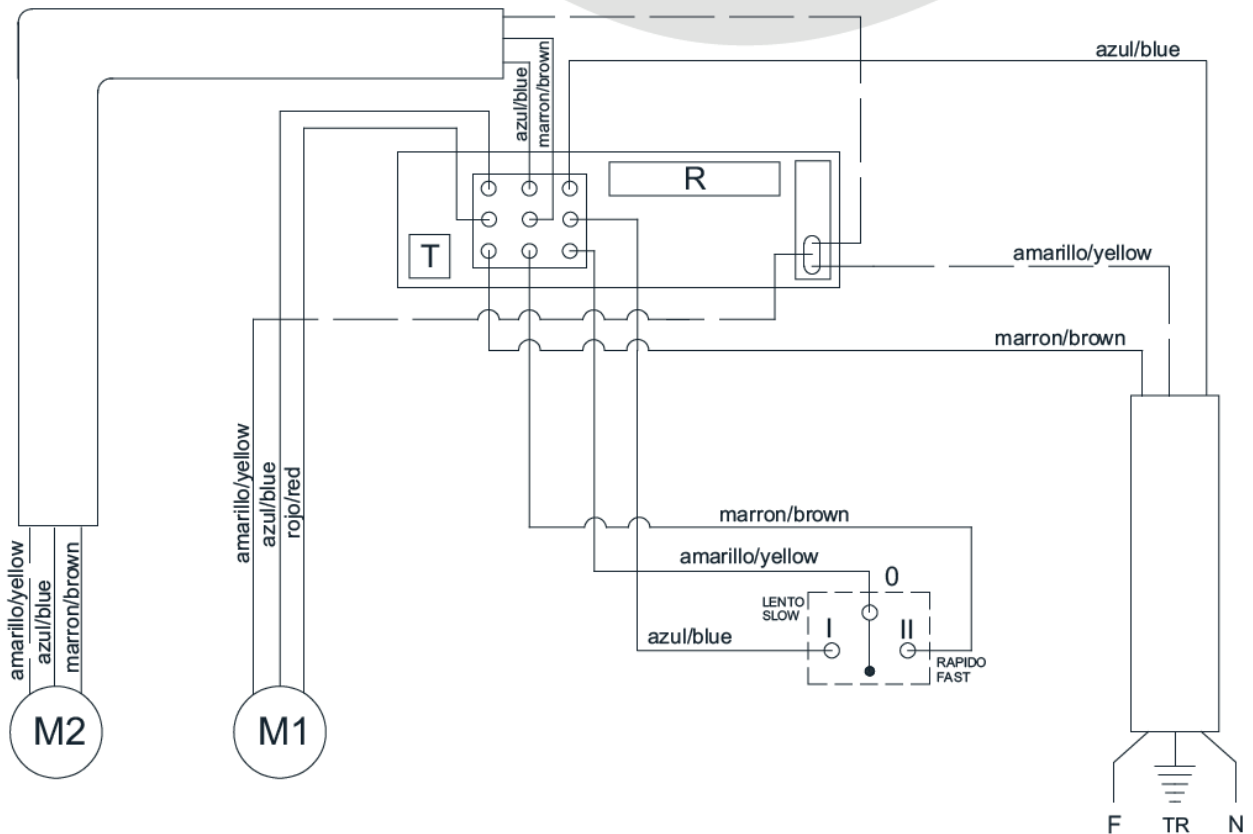 azul/blue
azul/blue
marron/brown
R
T
amarillo/yellow
marron/brown
amarillo/yellow
azul/blue
rojo/red
marron/brown
amarillo/yellow
0
LENTO
SLOW
I
II
azul/blue
RAPIDO
FAST
amarillo/yellow
azul/blue
marron/brown
M2
M1
F
TR
N